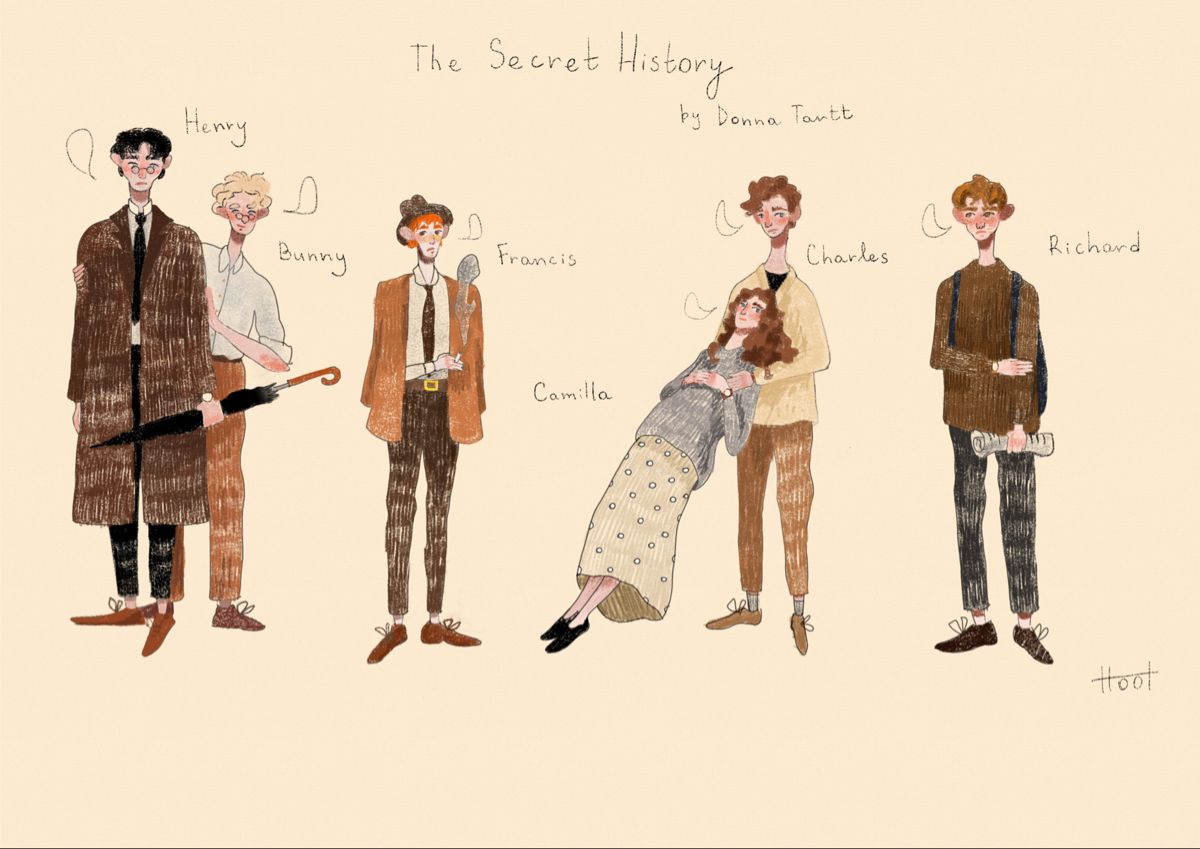 The Secret History
by Donna Tartt
Henry
Bunny
Francis
Camilla
Charles
Richard
Hoot